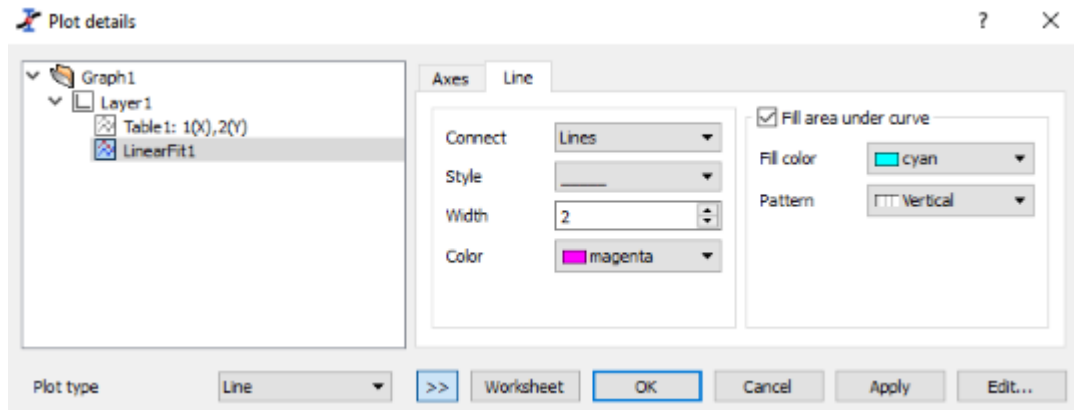 Plot details
?
Graph1
Layer1
Table1: 1(X),2(Y)
LinearFit1
Axes
Line
Connect
Lines
Style
Width
2
Color
magenta
Fill area under curve
Fill color
cyan
Pattern
Vertical
Plot type
Line
>>
Worksheet
OK
Cancel
Apply
Edit...